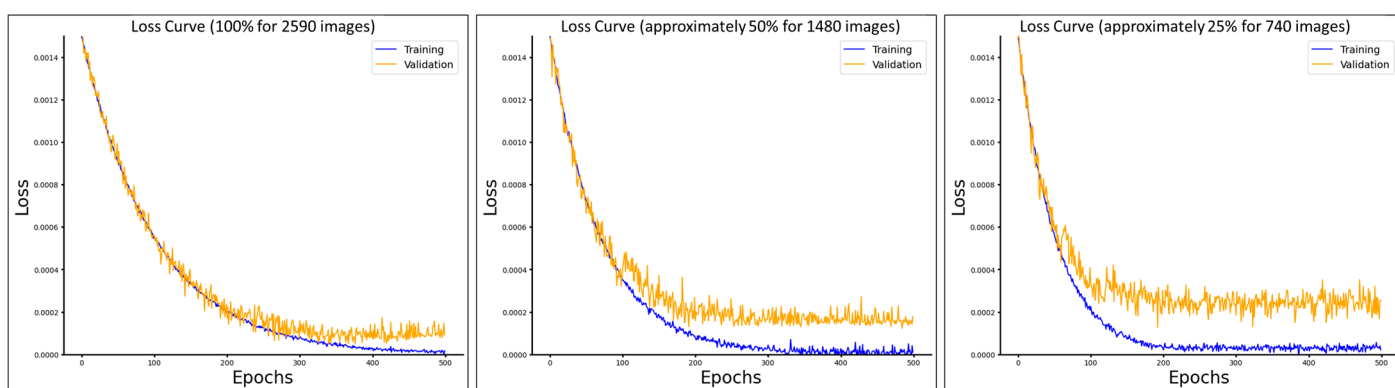 Loss Curve (100% for 2590 images)
Training
Validation
0.0014
0.0012
0.0010
0.0008
0.0006
0.0004
0.0002
0.0000
Loss
0 100 200 300 400 500
Epochs
Loss Curve (approximately 50% for 1480 images)
Training
Validation
0.0014
0.0012
0.0010
0.0008
0.0006
0.0004
0.0002
0.0000
Loss
0 100 200 300 400 500
Epochs
Loss Curve (approximately 25% for 740 images)
Training
Validation
0.0014
0.0012
0.0010
0.0008
0.0006
0.0004
0.0002
0.0000
Loss
0 100 200 300 400 500
Epochs